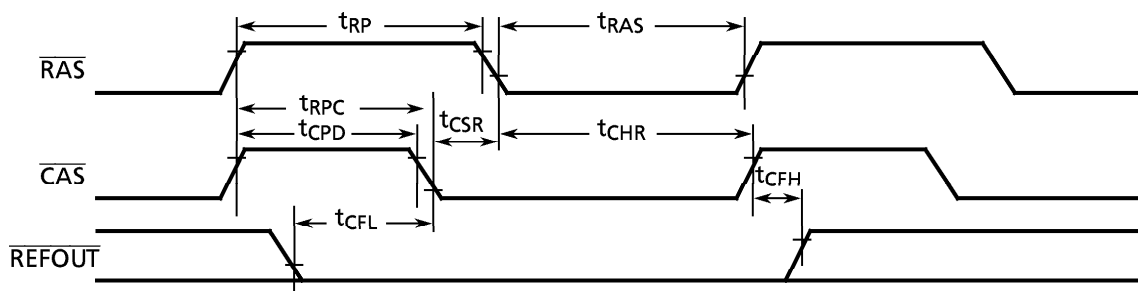 tRP
tRAS
RAS
tRPC
tCSR
tCPD
tCHR
CAS
tCFH
tCFL
REFOUT